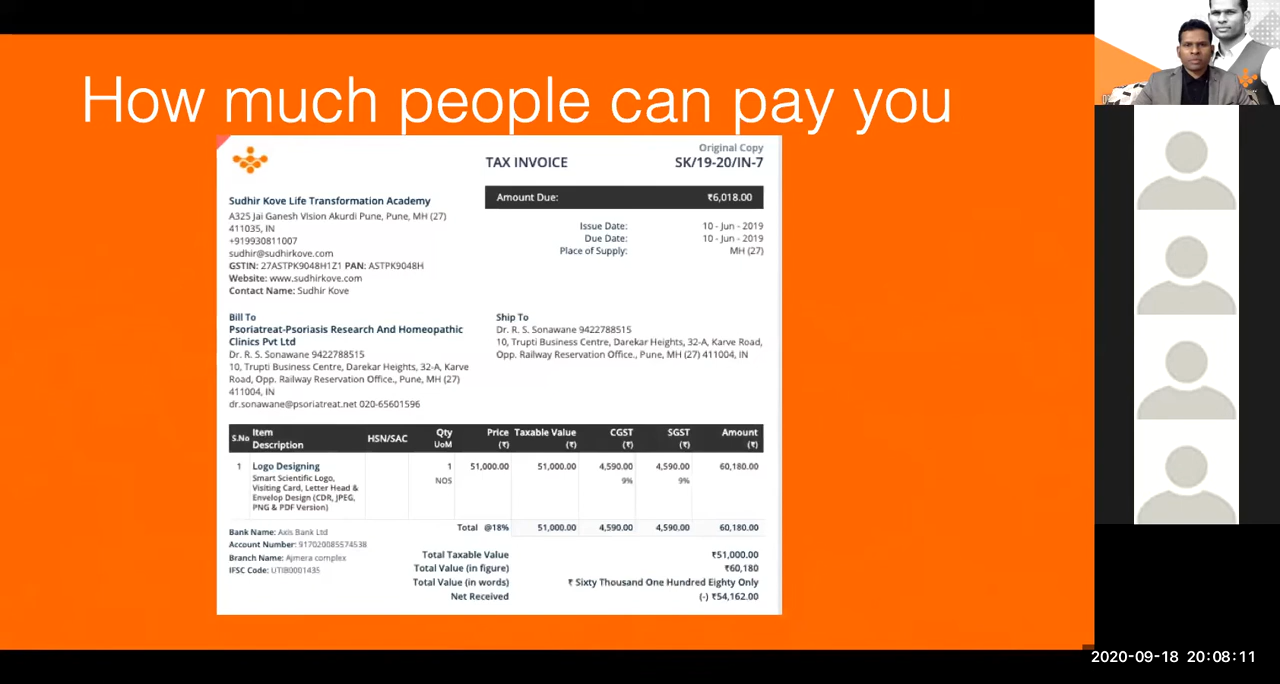 How much people can pay you
Original Copy
TAX INVOICE
SK/19-20/IN-7
Amount Due: ₹6,018.00
Sudhir Kove Life Transformation Academy
A325 Jai Ganesh Vision Akurdi Pune, Pune, MH (27)
411035, IN
+919930811007
sudhir@sudhirkove.com
GSTIN: 27ASTPK9048H1Z1 PAN: ASTPK9048H
Website: www.sudhirkove.com
Contact Name: Sudhir Kove
Issue Date: 10 - Jun - 2019
Due Date: 10 - Jun - 2019
Place of Supply: MH (27)
Bill To
Psoriatreat-Psoriasis Research And Homeopathic
Clinics Pvt Ltd
Dr. R. S. Sonawane 9422788515
10, Trupti Business Centre, Darekar Heights, 32-A, Karve
Road, Opp. Railway Reservation Office., Pune, MH (27)
411004, IN
dr.sonawane@psoriatreat.net 020-65601596
Ship To
Dr. R. S. Sonawane 9422788515
10, Trupti Business Centre, Darekar Heights, 32-A, Karve Road,
Opp. Railway Reservation Office., Pune, MH (27) 411004, IN
S.No Item Description HSN/SAC Qty UoM Price (₹) Taxable Value (₹) CGST (₹) SGST (₹) Amount (₹)
1 Logo Designing 1 51,000.00 51,000.00 4,590.00 4,590.00 60,180.00
Smart Scientific Logo, NOS 9% 9%
Visiting Card, Letter Head &
Envelop Design (CDR, JPEG,
PNG & PDF Version)
Total @18% 51,000.00 4,590.00 4,590.00 60,180.00
Bank Name: Axis Bank Ltd
Account Number: 917020085574538
Branch Name: Ajmera complex
IFSC Code: UTIB0001435
Total Taxable Value ₹51,000.00
Total Value (in figure) ₹60,180
Total Value (in words) ₹ Sixty Thousand One Hundred Eighty Only
Net Received (-) ₹54,162.00
2020-09-18 20:08:11